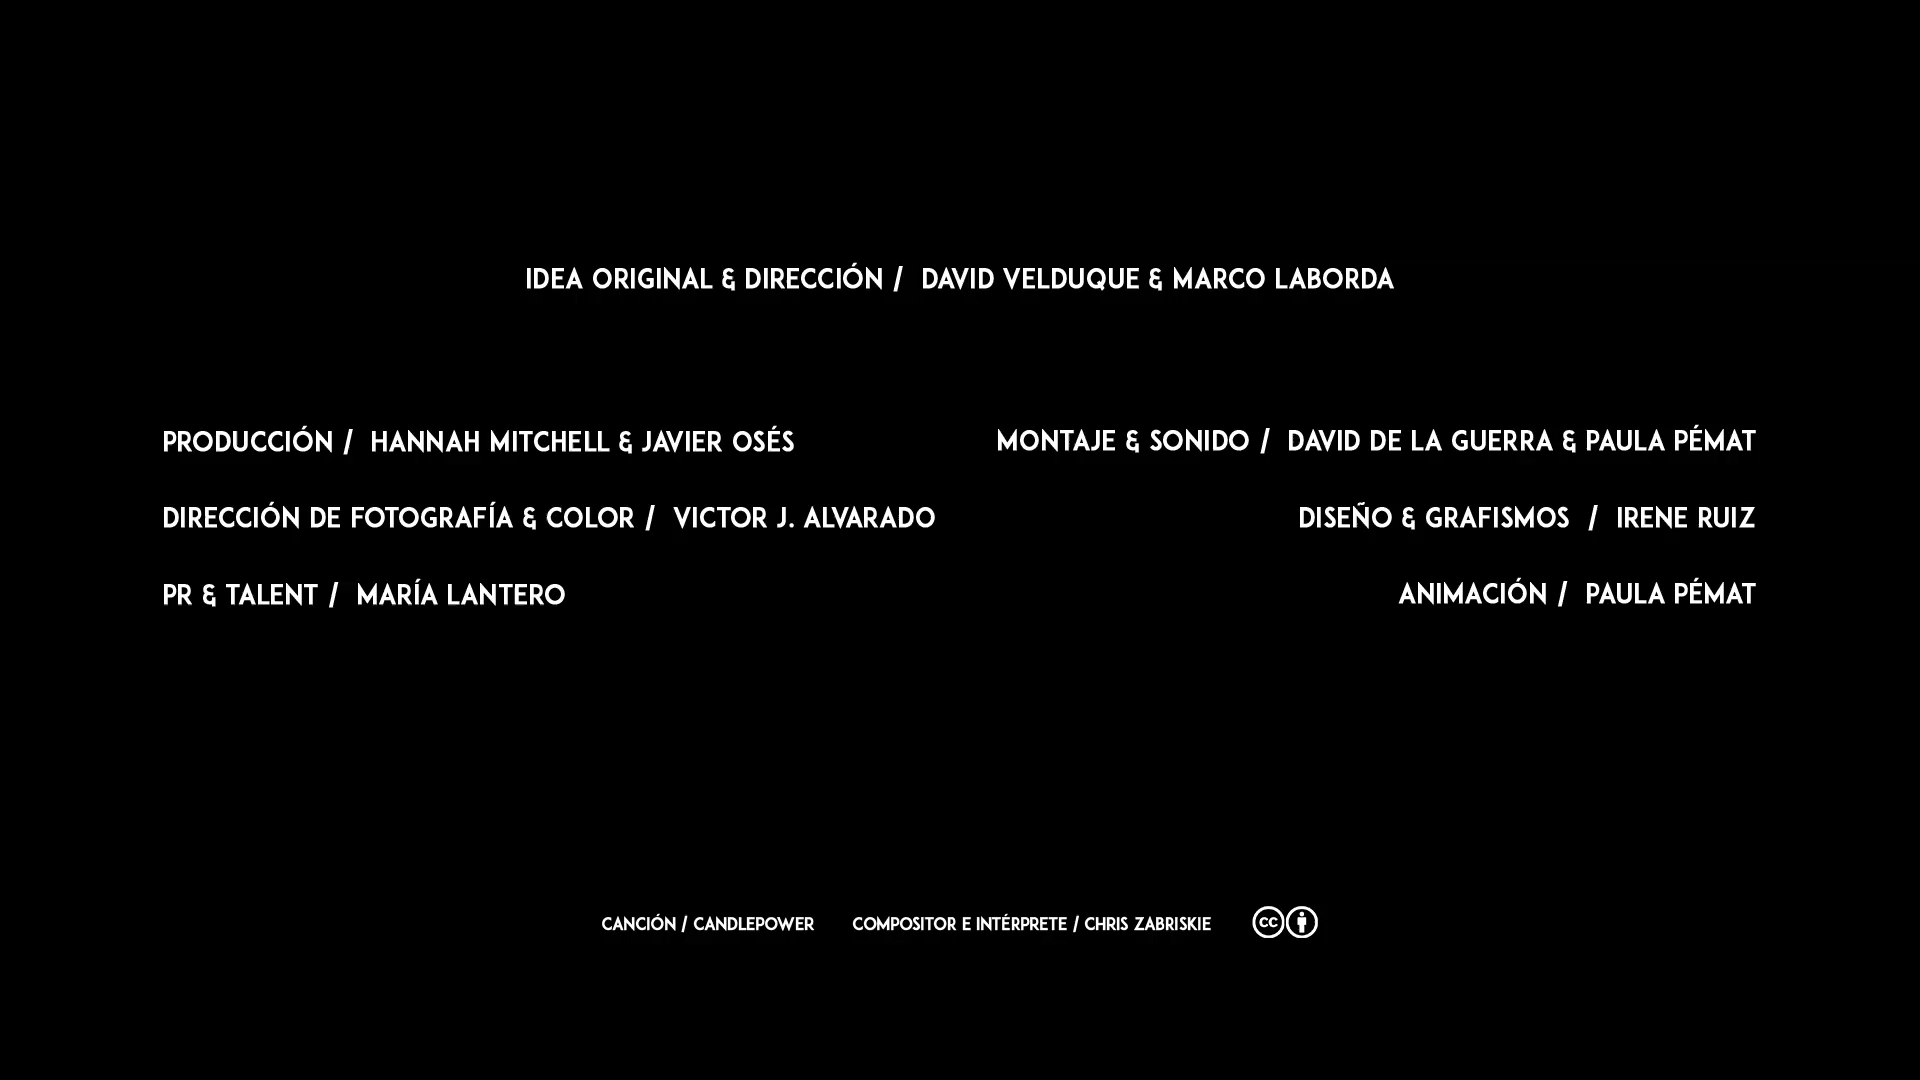 IDEA ORIGINAL & DIRECCIÓN / DAVID VELDUQUE & MARCO LABORDA
PRODUCCIÓN / HANNAH MITCHELL & JAVIER OSÉS
DIRECCIÓN DE FOTOGRAFÍA & COLOR / VICTOR J. ALVARADO
PR & TALENT / MARÍA LANTERO
MONTAJE & SONIDO / DAVID DE LA GUERRA & PAULA PÉMAT
DISEÑO & GRAFISMOS / IRENE RUIZ
ANIMACIÓN / PAULA PÉMAT
CANCIÓN / CANDLEPOWER COMPOSITOR E INTÉRPRETE / CHRIS ZABRISKIE CC